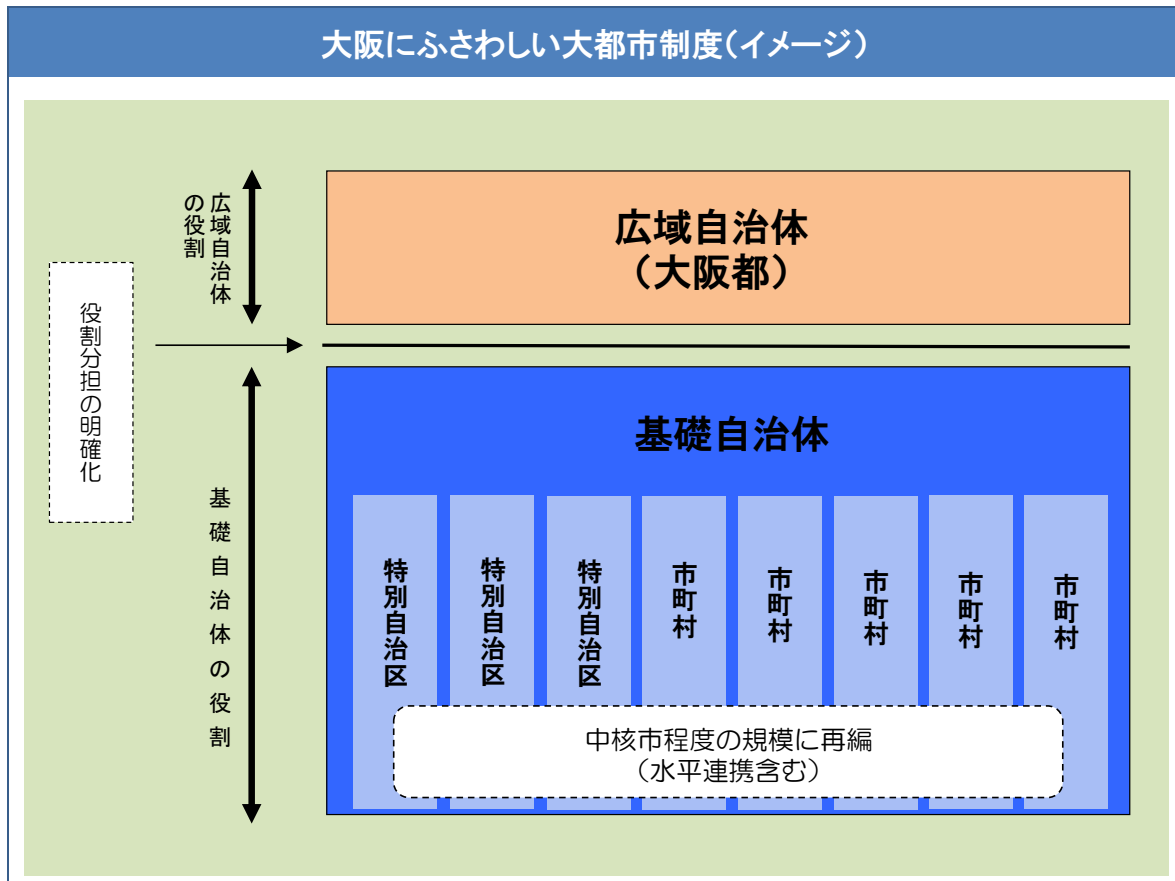 大阪にふさわしい大都市制度（イメージ）
広域自治体
の役割
広域自治体
（大阪都）
役割分担の明確化
基礎自治体の役割
基礎自治体
特別自治区
特別自治区
特別自治区
市町村
市町村
市町村
市町村
市町村
中核市程度の規模に再編
（水平連携含む）